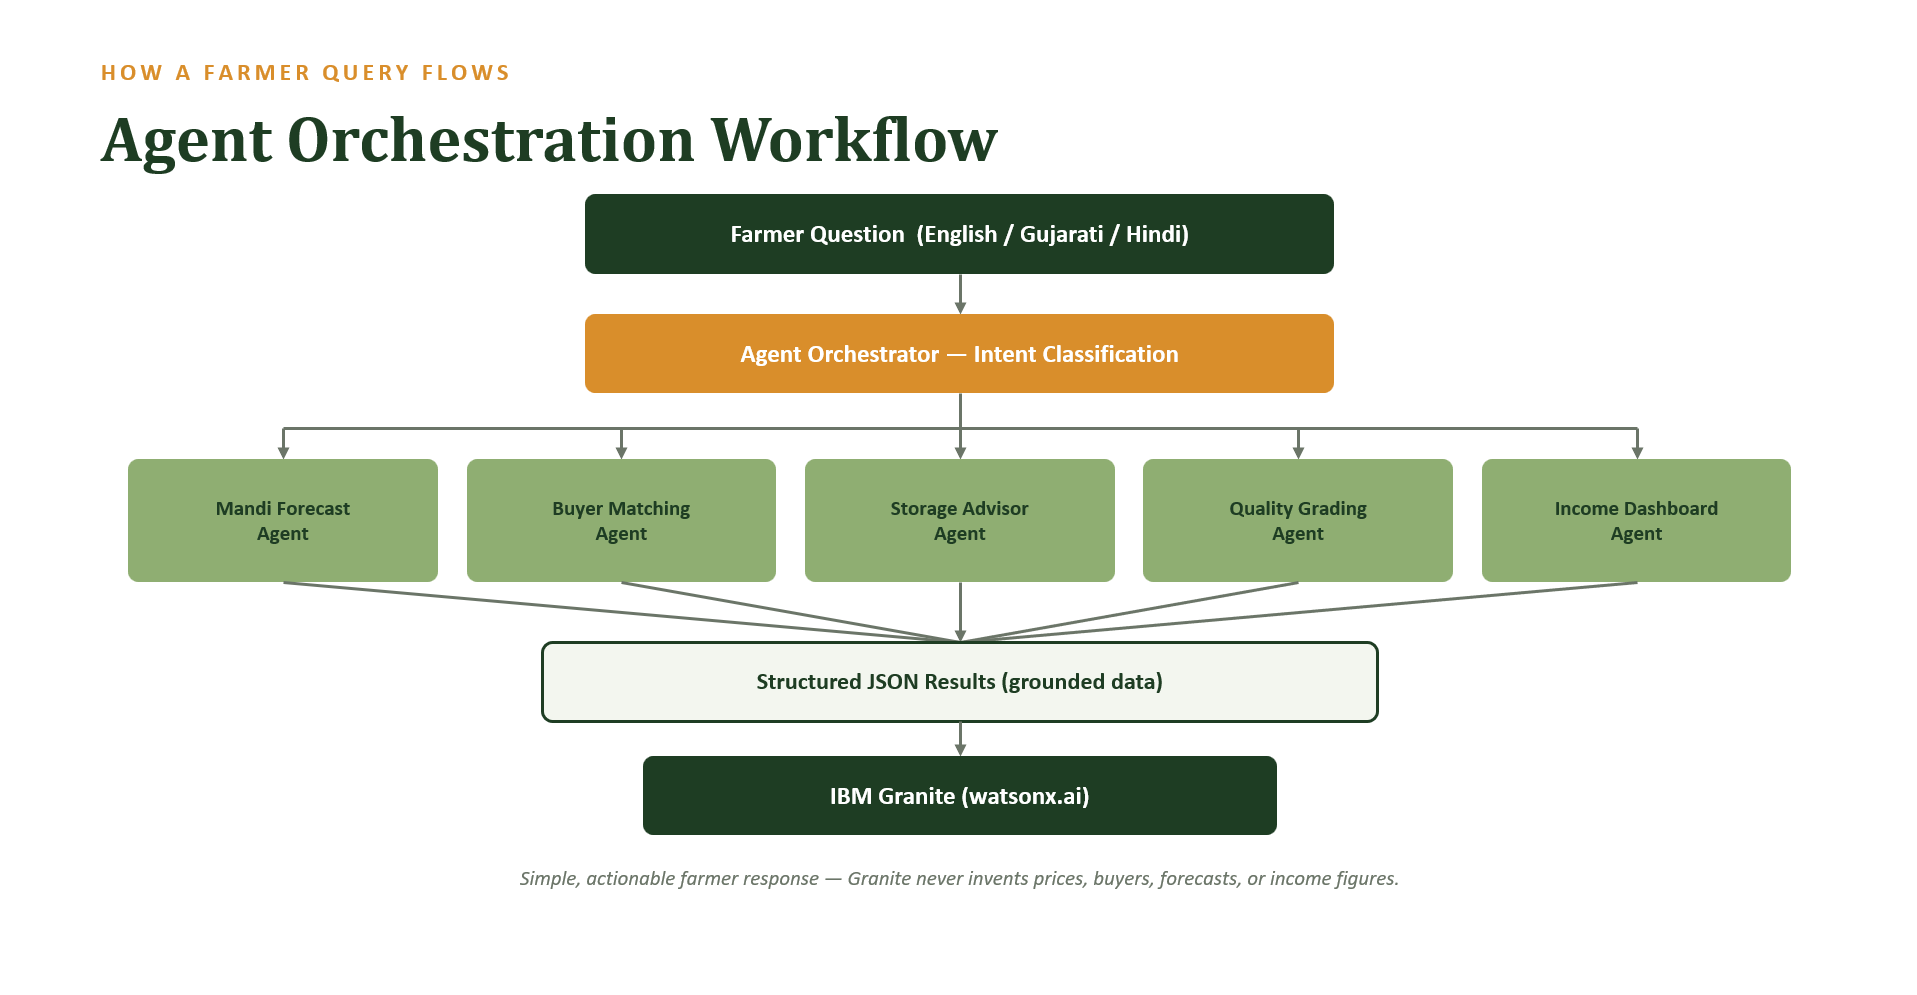 HOW A FARMER QUERY FLOWS
Agent Orchestration Workflow
Farmer Question  (English / Gujarati / Hindi)
Agent Orchestrator — Intent Classification
Mandi Forecast
Agent
Buyer Matching
Agent
Storage Advisor
Agent
Quality Grading
Agent
Income Dashboard
Agent
Structured JSON Results (grounded data)
IBM Granite (watsonx.ai)
Simple, actionable farmer response — Granite never invents prices, buyers, forecasts, or income figures.